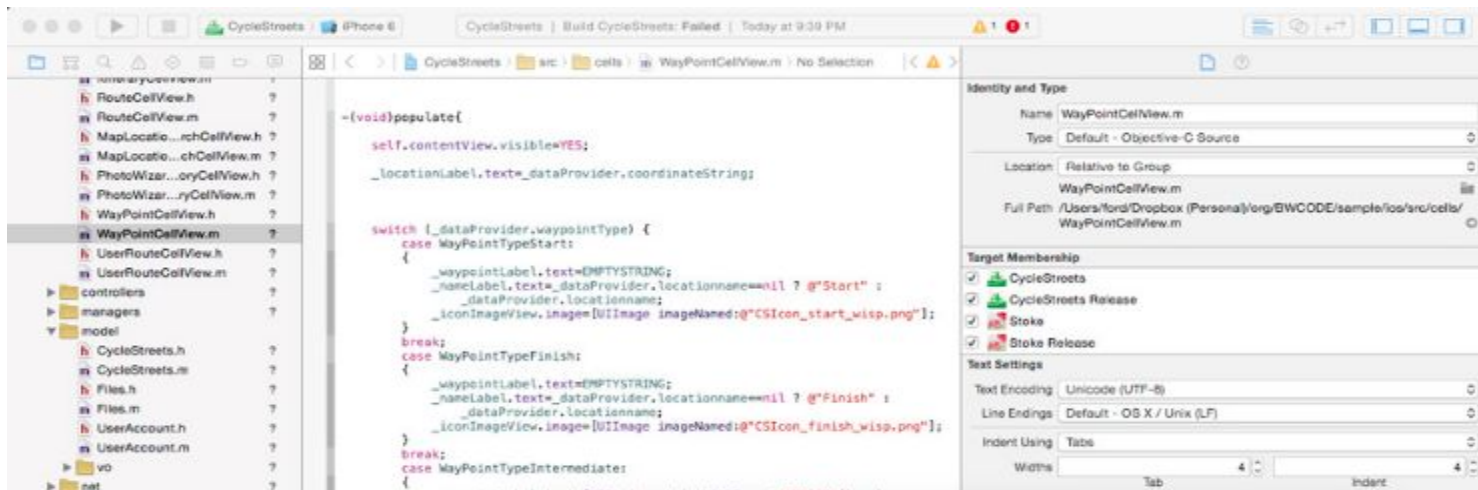 CycleStreets iPhone 6
CycleStreets | Build CycleStreets: Failed | Today at 9:39 PM
1 1
CycleStreets src cells m WayPointCellView.m No Selection
ItineraryCellView.m
h RouteCellView.h ?
m RouteCellView.m ?
h MapLocatio...rchCellView.h ?
m MapLocatio...chCellView.m ?
h PhotoWizar...oryCellView.h ?
m PhotoWizar...ryCellView.m ?
h WayPointCellView.h ?
m WayPointCellView.m ?
h UserRouteCellView.h ?
m UserRouteCellView.m ?
controllers ?
managers ?
model ?
h CycleStreets.h ?
m CycleStreets.m ?
h Files.h ?
m Files.m ?
h UserAccount.h ?
m UserAccount.m ?
vo ?
net ?
-(void)populate{
self.contentView.visible=YES;
_locationLabel.text=_dataProvider.coordinateString;
switch (_dataProvider.waypointType) {
case WayPointTypeStart:
{
_waypointLabel.text=EMPTYSTRING;
_nameLabel.text=_dataProvider.locationname==nil ? @"Start" :
_dataProvider.locationname;
_iconImageView.image=[UIImage imageNamed:@"CSIcon_start_wisp.png"];
}
break;
case WayPointTypeFinish:
{
_waypointLabel.text=EMPTYSTRING;
_nameLabel.text=_dataProvider.locationname==nil ? @"Finish" :
_dataProvider.locationname;
_iconImageView.image=[UIImage imageNamed:@"CSIcon_finish_wisp.png"];
}
break;
case WayPointTypeIntermediate:
{
Identity and Type
Name WayPointCellView.m
Type Default - Objective-C Source
Location Relative to Group
WayPointCellView.m
Full Path /Users/ford/Dropbox (Personal)/org/BWCODE/sample/ios/src/cells/
WayPointCellView.m
Target Membership
CycleStreets
CycleStreets Release
Stoke
Stoke Release
Text Settings
Text Encoding Unicode (UTF-8)
Line Endings Default - OS X / Unix (LF)
Indent Using Tabs
Widths 4 4
Tab Indent